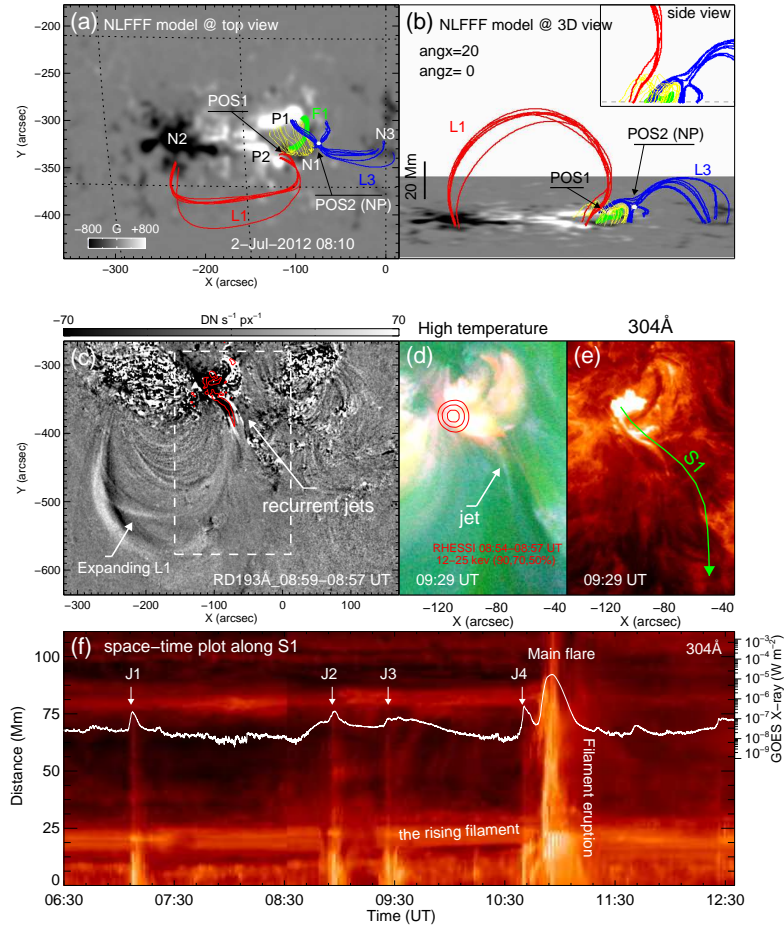 (a) NLFFF model @ top view
−180
−200
−250
−300
−350
−400
Y (arcsec)
N2
POS1
P1
F1
N3
P2
N1
L3
POS2 (NP)
L1
−800 G +800
2−Jul−2012 08:10
−300 −200 −100 0
X (arcsec)
(b) NLFFF model @ 3D view
angx=20
angz= 0
side view
L1
POS2 (NP)
POS1
L3
20 Mm
−70 DN s⁻¹ px⁻¹ 70
High temperature 304Å
(c)
−300
−400
−500
−600
Y (arcsec)
recurrent jets
Expanding L1
RD193Å_08:59−08:57 UT
−300 −200 −100 0 100
X (arcsec)
(d)
jet
RHESSI 08:54−08:57 UT
12−25 kev (90,70,50%)
09:29 UT
−120 −80 −40
X (arcsec)
(e)
S1
09:29 UT
−120 −80 −40
X (arcsec)
(f) space−time plot along S1 304Å
J1 J2 J3 J4
Main flare
the rising filament
Filament eruption
100
75
50
25
0
Distance (Mm)
10⁻³
10⁻⁴
10⁻⁵
10⁻⁶
10⁻⁷
10⁻⁸
10⁻⁹
GOES X−ray (W m⁻²)
06:30 07:30 08:30 09:30 10:30 11:30 12:30
Time (UT)